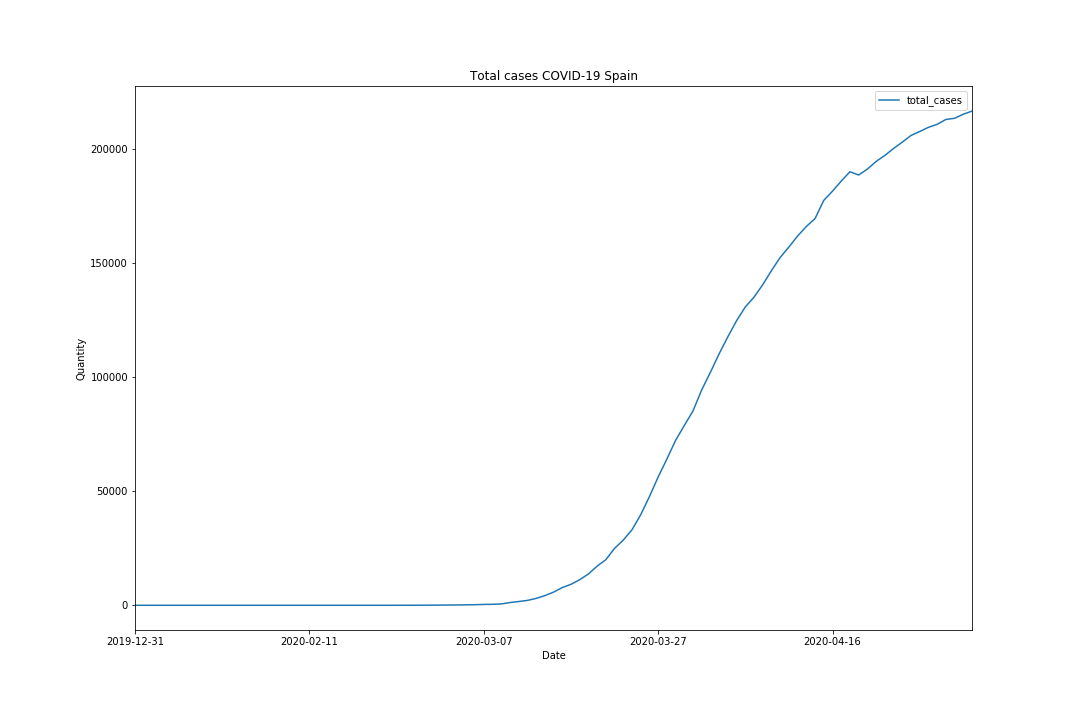 Total cases COVID-19 Spain
total_cases
200000
150000
100000
50000
0
Quantity
2019-12-31
2020-02-11
2020-03-07
2020-03-27
2020-04-16
Date